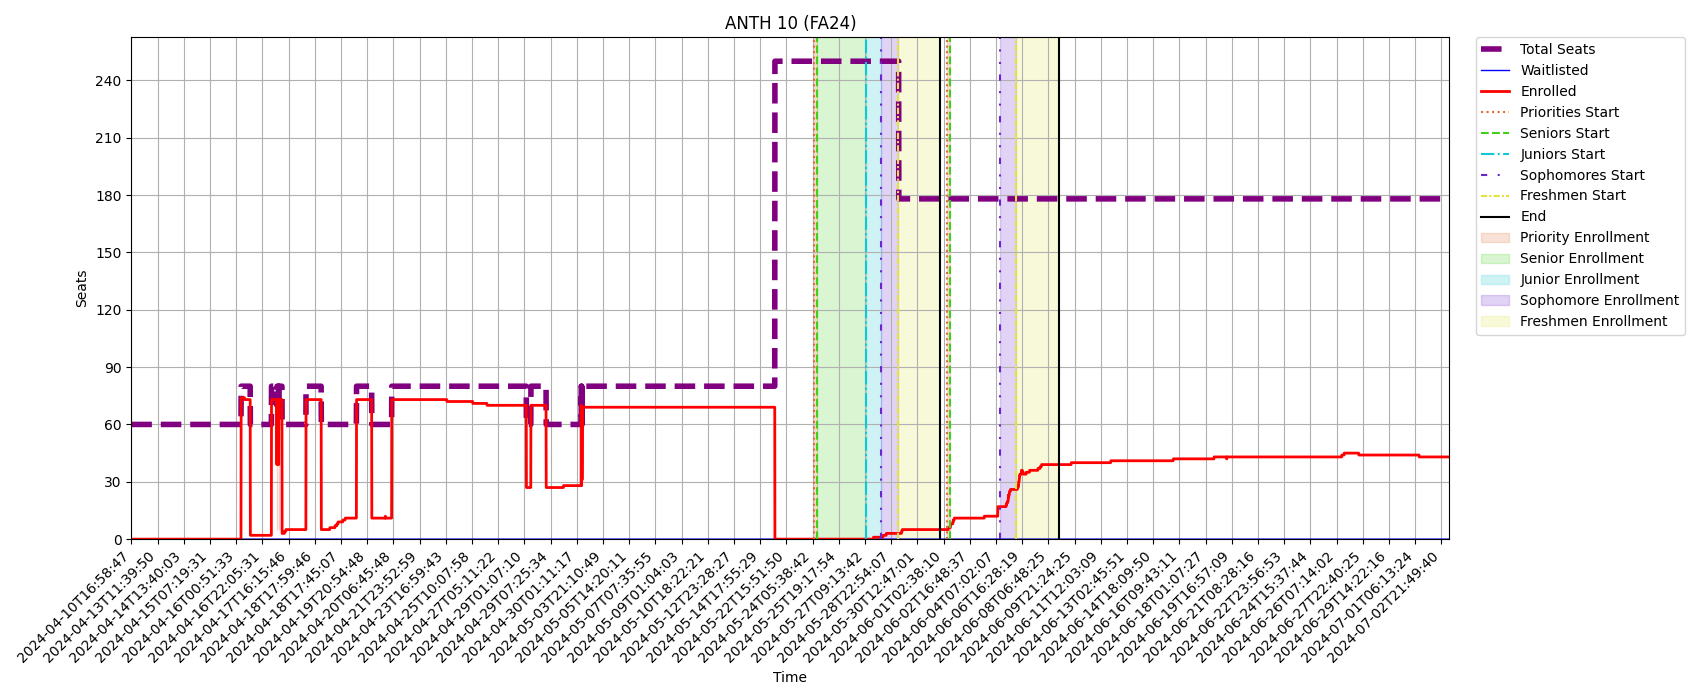 ANTH 10 (FA24)
Seats
240
210
180
150
120
90
60
30
0
2024-04-10T16:58:47
2024-04-13T11:39:50
2024-04-14T13:40:03
2024-04-15T07:19:31
2024-04-16T00:51:33
2024-04-16T22:05:31
2024-04-17T16:15:46
2024-04-18T17:59:46
2024-04-18T17:45:07
2024-04-19T20:54:48
2024-04-20T06:45:48
2024-04-21T23:52:59
2024-04-23T16:59:43
2024-04-25T10:07:58
2024-04-27T05:11:22
2024-04-29T01:07:10
2024-04-29T07:25:34
2024-04-30T01:11:17
2024-05-03T21:10:49
2024-05-05T14:20:11
2024-05-07T07:35:55
2024-05-09T01:04:03
2024-05-10T18:22:21
2024-05-12T23:28:27
2024-05-14T17:55:29
2024-05-22T15:51:50
2024-05-24T05:38:42
2024-05-25T19:17:54
2024-05-27T09:13:42
2024-05-28T22:54:07
2024-05-30T12:47:01
2024-06-01T02:38:10
2024-06-02T16:48:37
2024-06-04T07:02:07
2024-06-06T16:28:19
2024-06-08T06:48:25
2024-06-09T21:24:25
2024-06-11T12:03:09
2024-06-13T02:45:51
2024-06-14T18:09:50
2024-06-16T09:43:11
2024-06-18T01:07:27
2024-06-19T16:57:09
2024-06-21T08:28:16
2024-06-22T23:56:53
2024-06-24T15:37:44
2024-06-26T07:14:02
2024-06-27T22:40:25
2024-06-29T14:22:16
2024-07-01T06:13:24
2024-07-02T21:49:40
Time
Total Seats
Waitlisted
Enrolled
Priorities Start
Seniors Start
Juniors Start
Sophomores Start
Freshmen Start
End
Priority Enrollment
Senior Enrollment
Junior Enrollment
Sophomore Enrollment
Freshmen Enrollment